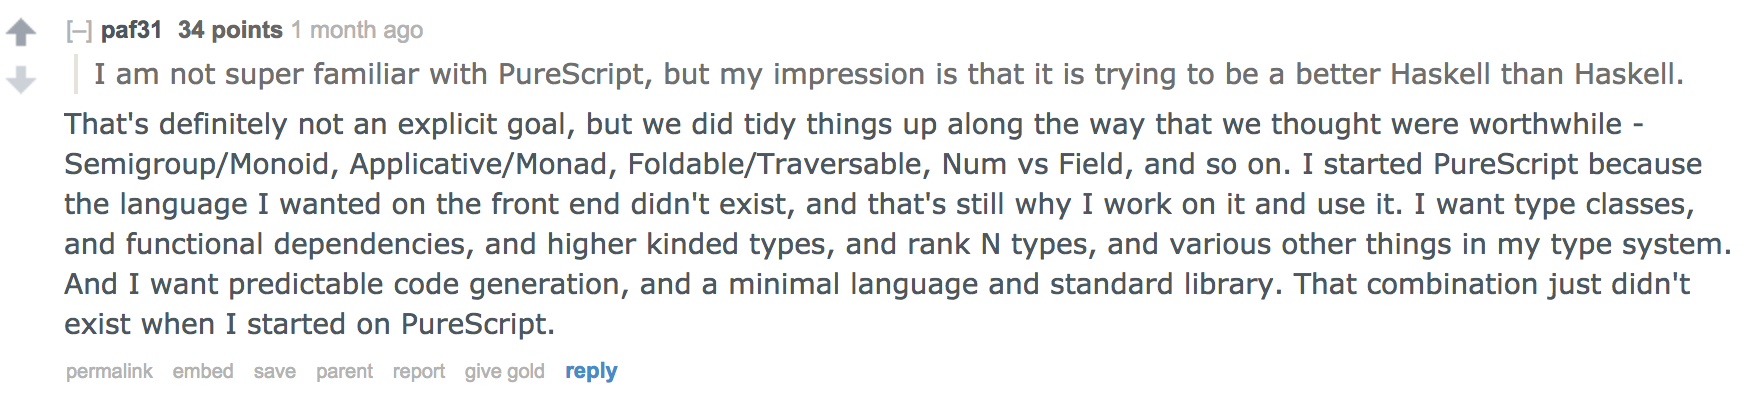 [–] paf31 34 points 1 month ago
I am not super familiar with PureScript, but my impression is that it is trying to be a better Haskell than Haskell.
That's definitely not an explicit goal, but we did tidy things up along the way that we thought were worthwhile -
Semigroup/Monoid, Applicative/Monad, Foldable/Traversable, Num vs Field, and so on. I started PureScript because
the language I wanted on the front end didn't exist, and that's still why I work on it and use it. I want type classes,
and functional dependencies, and higher kinded types, and rank N types, and various other things in my type system.
And I want predictable code generation, and a minimal language and standard library. That combination just didn't
exist when I started on PureScript.
permalink embed save parent report give gold reply